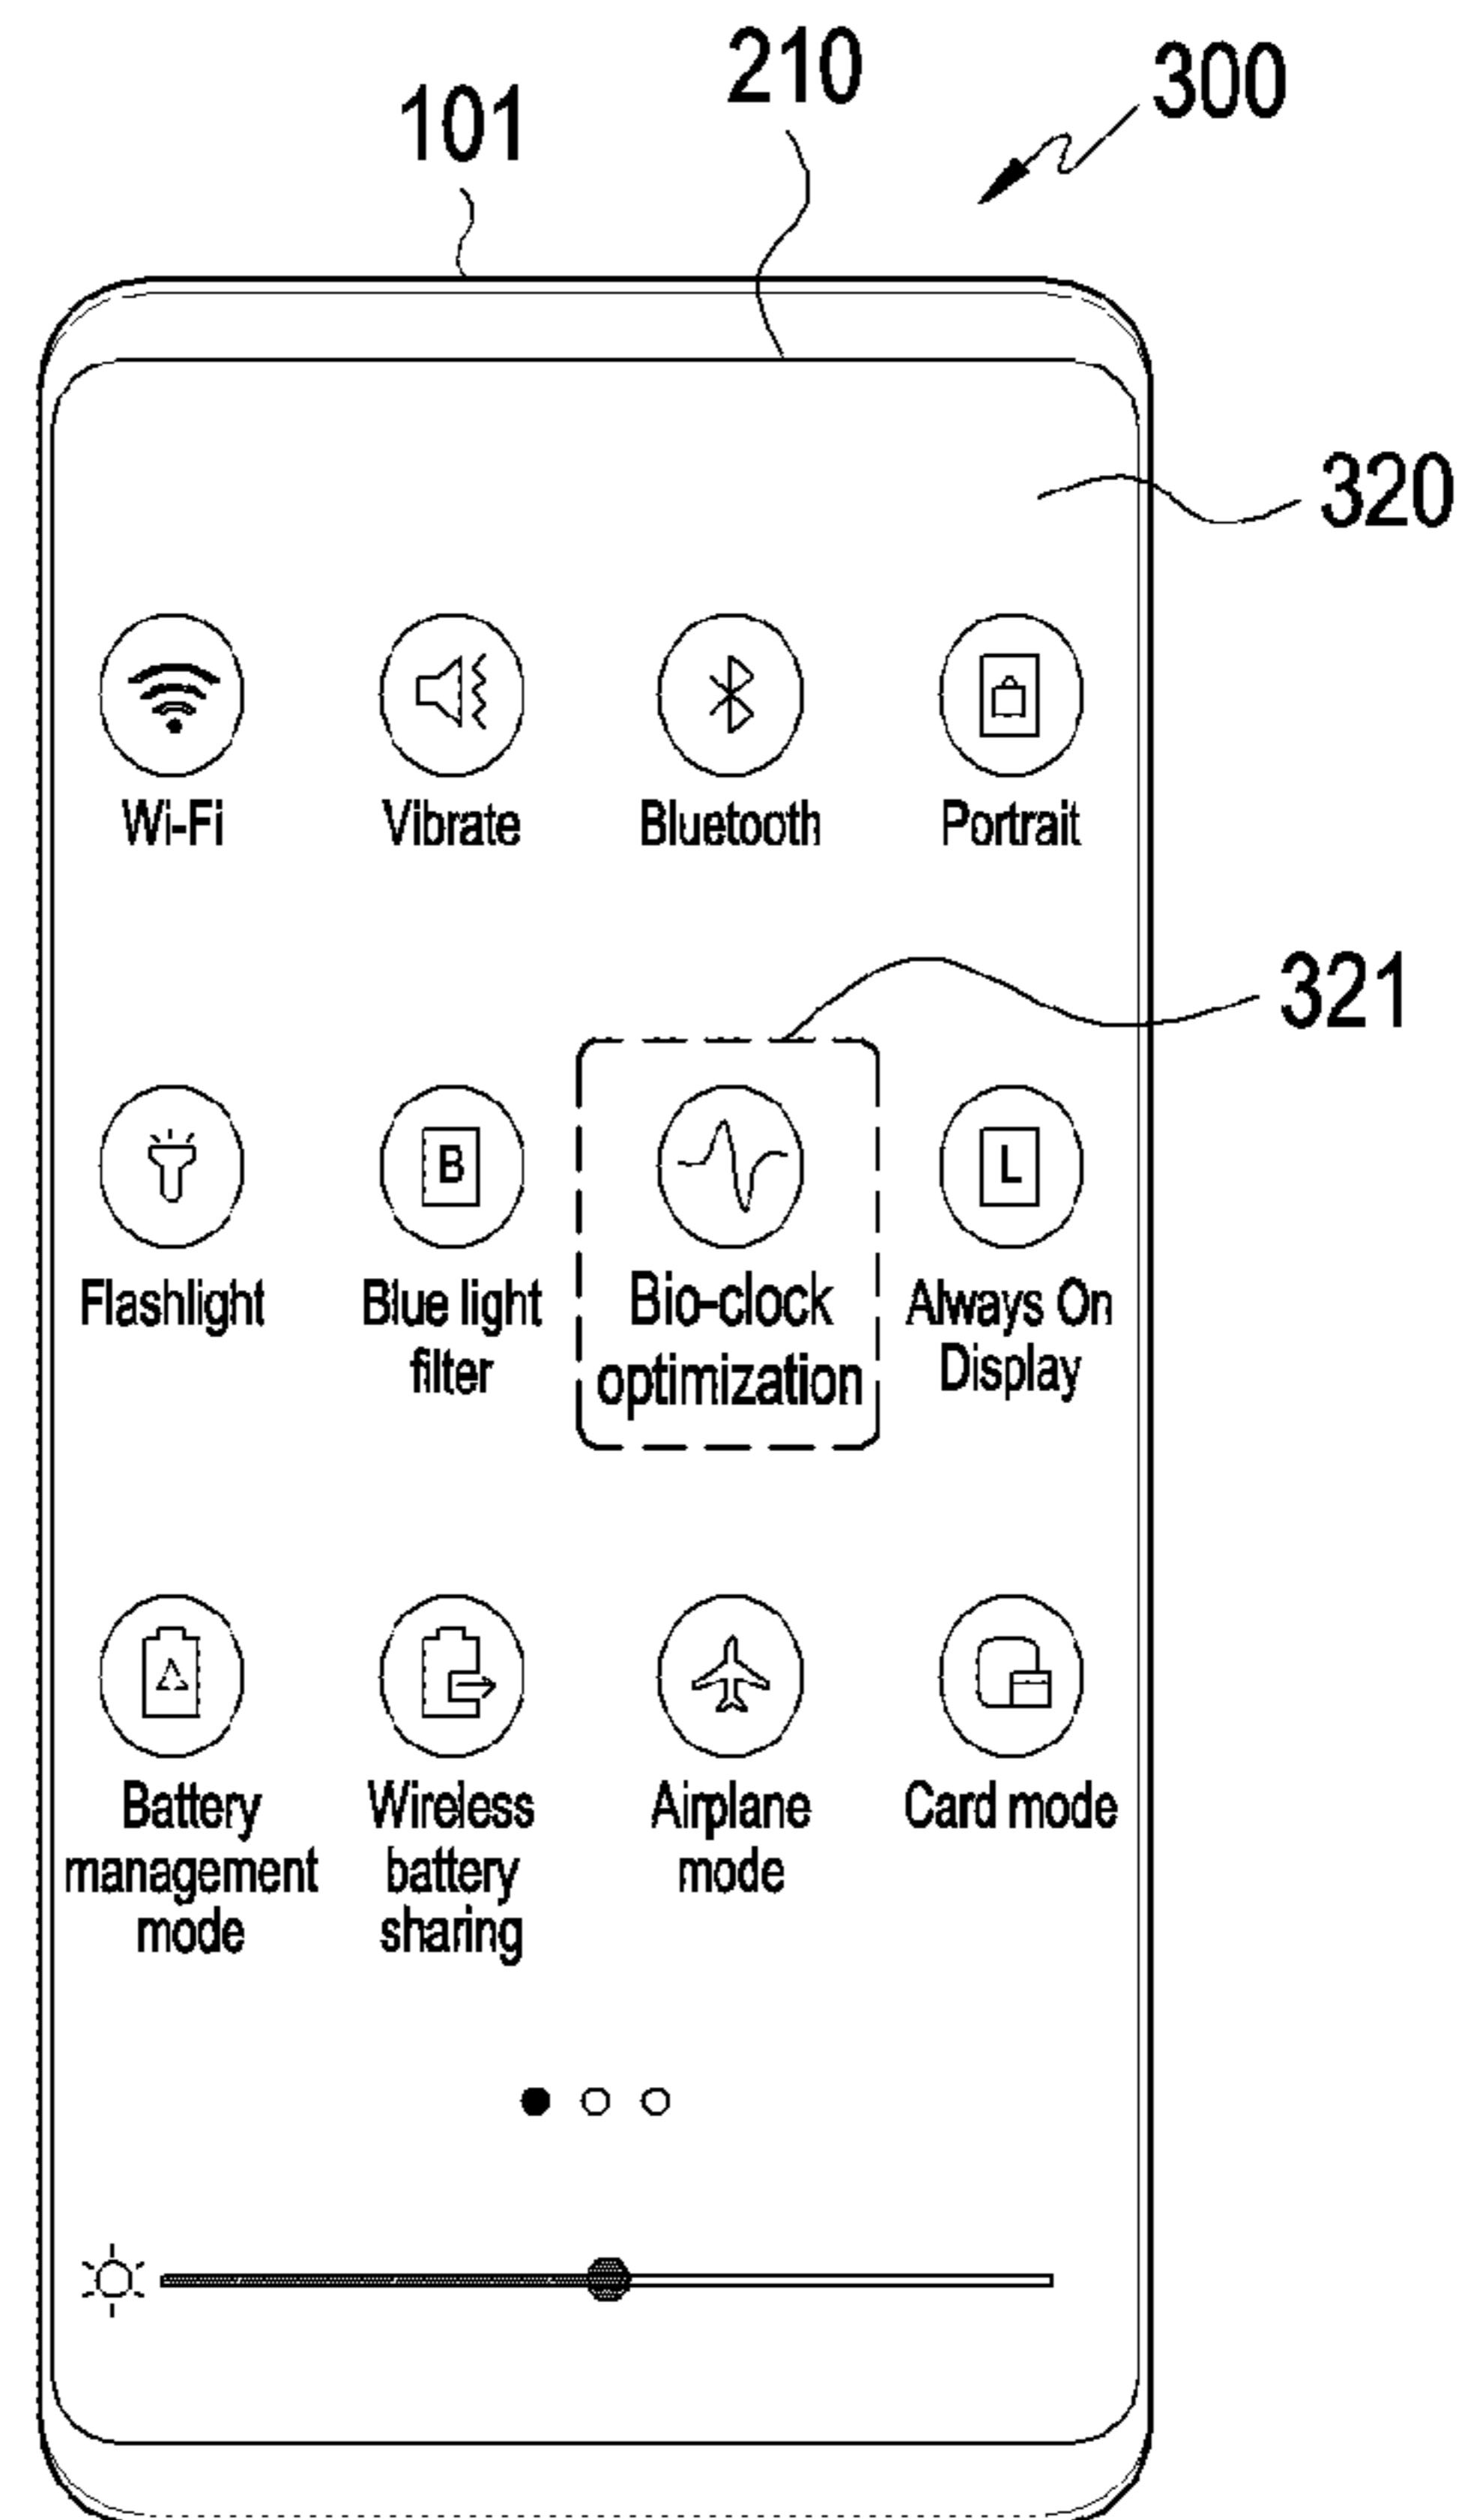 210
300
101
320
Wi-Fi Vibrate Bluetooth Portrait
321
B L
Flashlight Blue light Bio-clock Always On
filter optimization Display
Battery Wireless Airplane Card mode
management battery mode
mode sharing